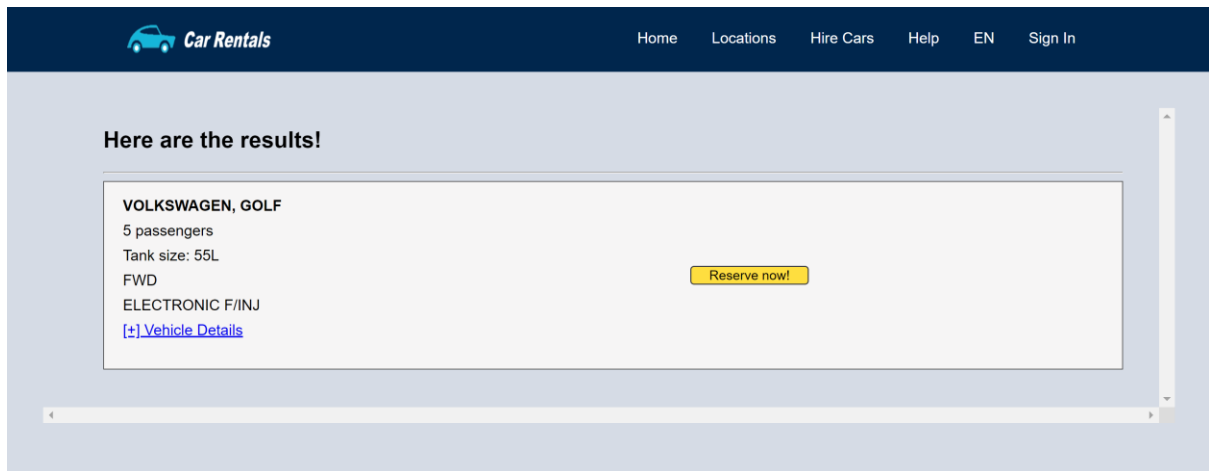 Car Rentals
Home Locations Hire Cars Help EN Sign In
Here are the results!
VOLKSWAGEN, GOLF
5 passengers
Tank size: 55L
FWD
Reserve now!
ELECTRONIC F/INJ
[+] Vehicle Details